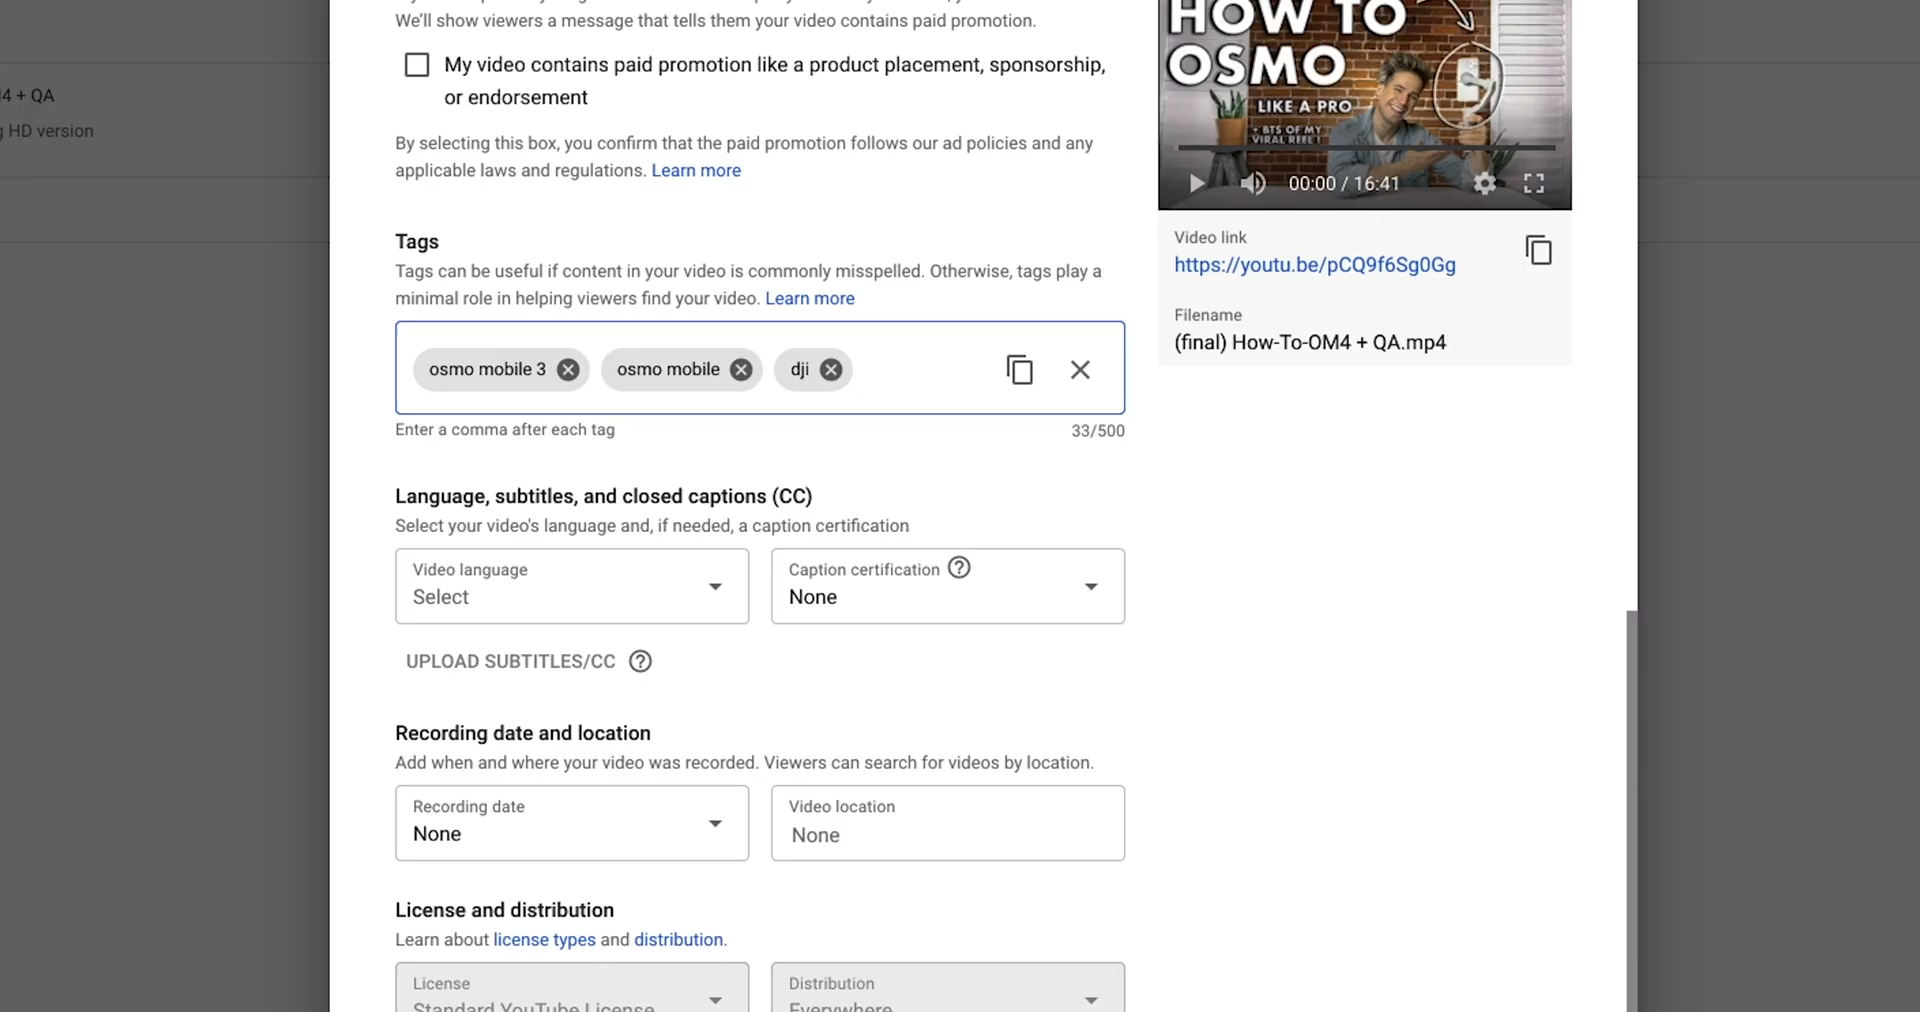 We'll show viewers a message that tells them your video contains paid promotion.
My video contains paid promotion like a product placement, sponsorship,
or endorsement
By selecting this box, you confirm that the paid promotion follows our ad policies and any
applicable laws and regulations. Learn more
Tags
Tags can be useful if content in your video is commonly misspelled. Otherwise, tags play a
minimal role in helping viewers find your video. Learn more
osmo mobile 3
osmo mobile
dji
Enter a comma after each tag
33/500
Language, subtitles, and closed captions (CC)
Select your video's language and, if needed, a caption certification
Video language
Select
Caption certification
None
UPLOAD SUBTITLES/CC
Recording date and location
Add when and where your video was recorded. Viewers can search for videos by location.
Recording date
None
Video location
None
License and distribution
Learn about license types and distribution.
License
Standard YouTube License
Distribution
Everywhere
HOW TO
OSMO
LIKE A PRO
+ BTS OF MY
VIRAL REEL!
00:00 / 16:41
Video link
https://youtu.be/pCQ9f6Sg0Gg
Filename
(final) How-To-OM4 + QA.mp4
4 + QA
HD version